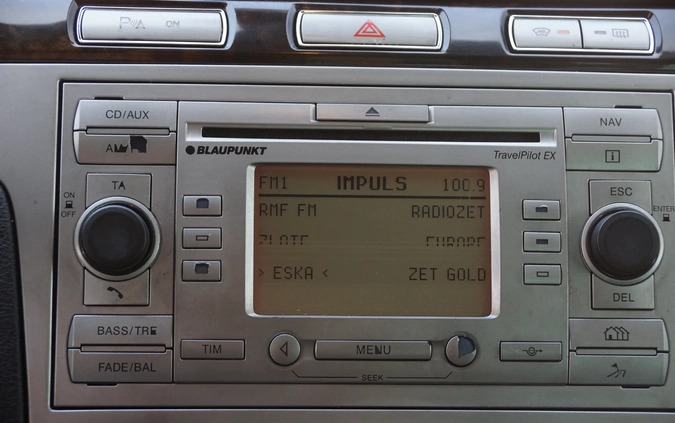 ON
CD/AUX
NAV
BLAUPUNKT
TravelPilot EX
TA
ESC
ON
OFF
ENTER
FM1 IMPULS 100.9
RMF FM RADIOZET
> ESKA < ZET GOLD
DEL
BASS/TRE
FADE/BAL
TIM
MENU
SEEK